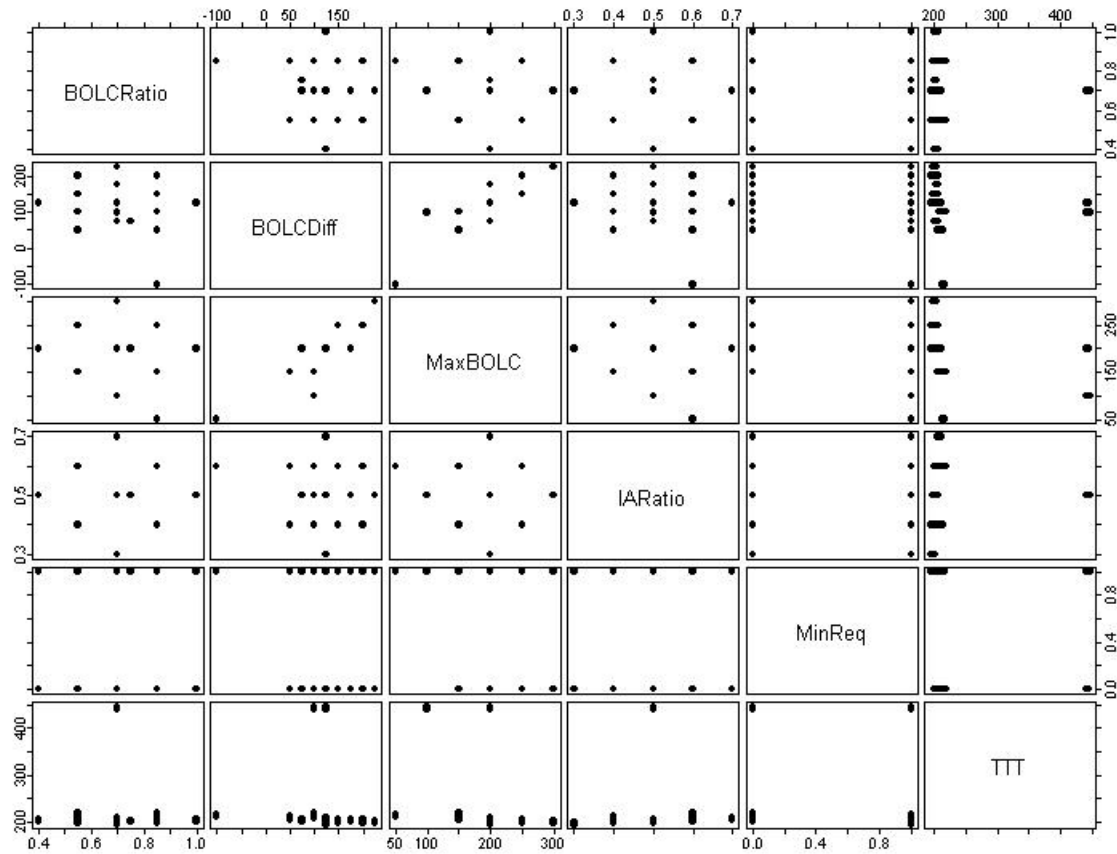 -100 0 50 150
0.3 0.4 0.5 0.6 0.7
200 300 400
BOLCRatio
0.4 0.6 0.8 1.0
-100 0 100 200
BOLCDiff
MaxBOLC
50 150 250
0.3 0.5 0.7
IARatio
MinReq
0.0 0.4 0.8
200 300 400
TTT
0.4 0.6 0.8 1.0
50 100 200 300
0.0 0.4 0.8